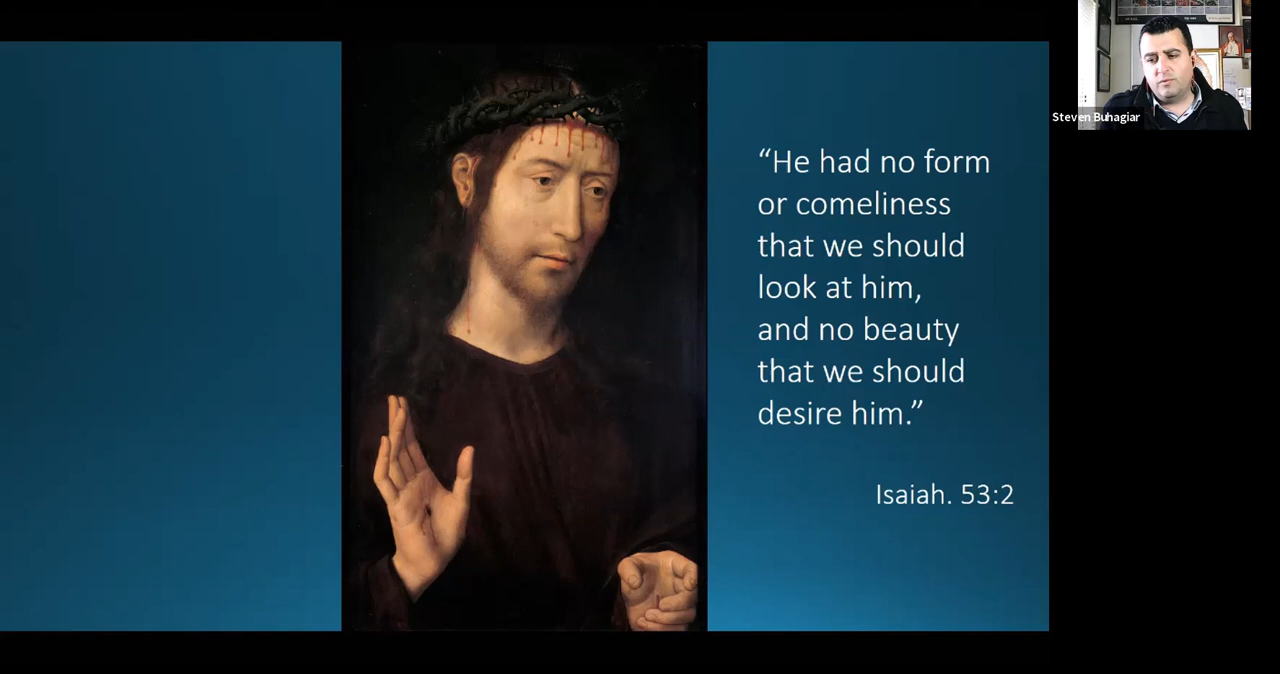 “He had no form
or comeliness
that we should
look at him,
and no beauty
that we should
desire him.”
Isaiah. 53:2
Steven Buhagiar